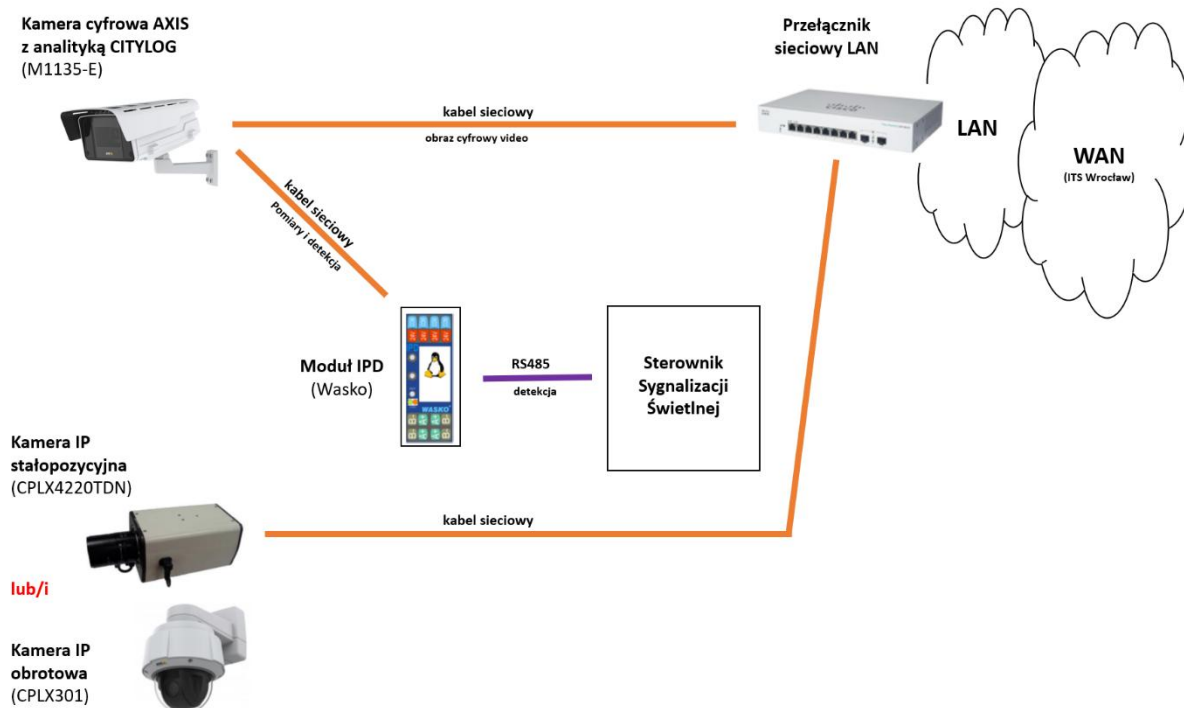 Kamera cyfrowa AXIS
z analityką CITYLOG
(M1135-E)
Przełącznik
sieciowy LAN
kabel sieciowy
obraz cyfrowy video
LAN
WAN
(ITS Wrocław)
kabel sieciowy
Pomiary i detekcja
Moduł IPD
(Wasko)
WASKO
RS485
detekcja
Sterownik
Sygnalizacji
Świetlnej
Kamera IP
stałopozycyjna
(CPLX4220TDN)
kabel sieciowy
lub/i
Kamera IP
obrotowa
(CPLX301)